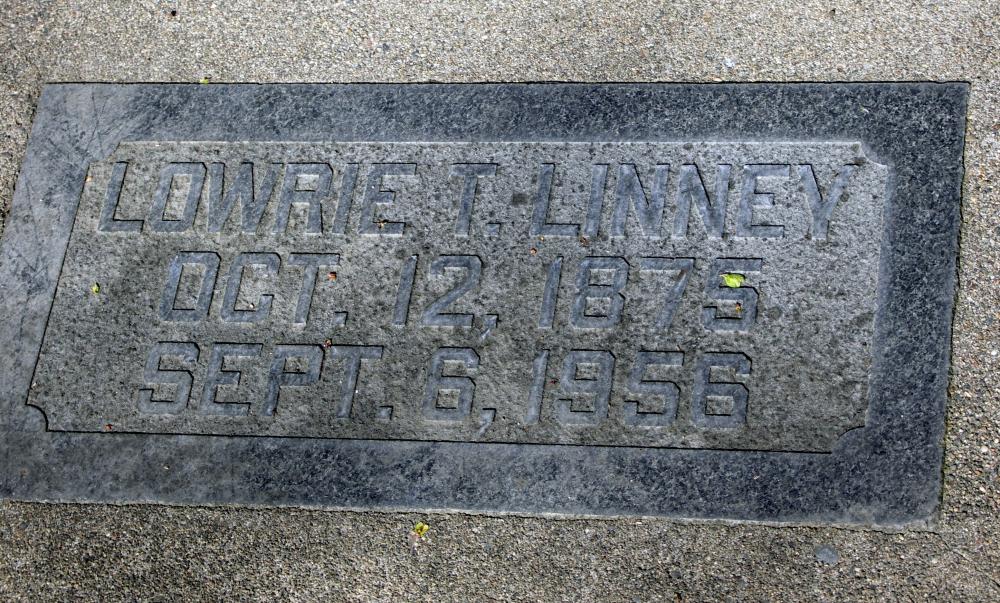 LOWRIE T. LINNEY
OCT. 12, 1875
SEPT. 6, 1956